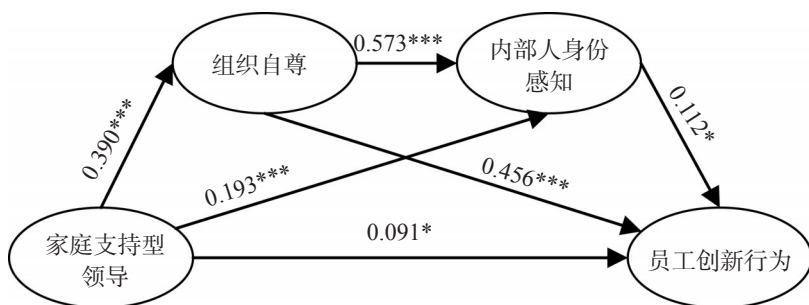 组织自尊
0.573***
内部人身份
感知
0.390***
0.193***
0.456***
0.112*
家庭支持型
领导
0.091*
员工创新行为